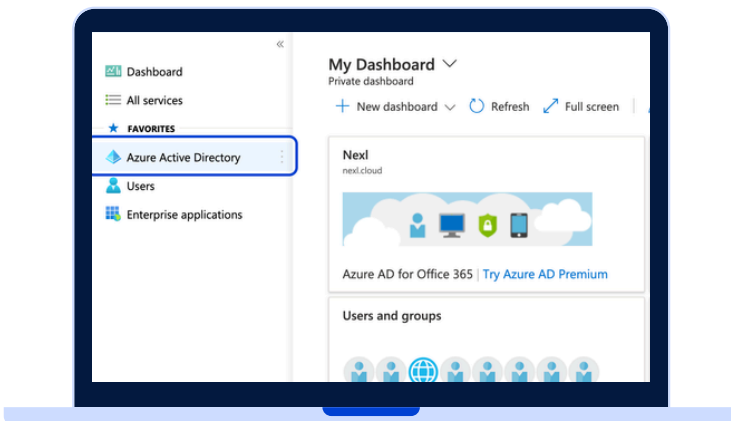 «
Dashboard
All services
FAVORITES
Azure Active Directory
Users
Enterprise applications
My Dashboard
Private dashboard
New dashboard Refresh Full screen
Nexl
nexl.cloud
Azure AD for Office 365 | Try Azure AD Premium
Users and groups